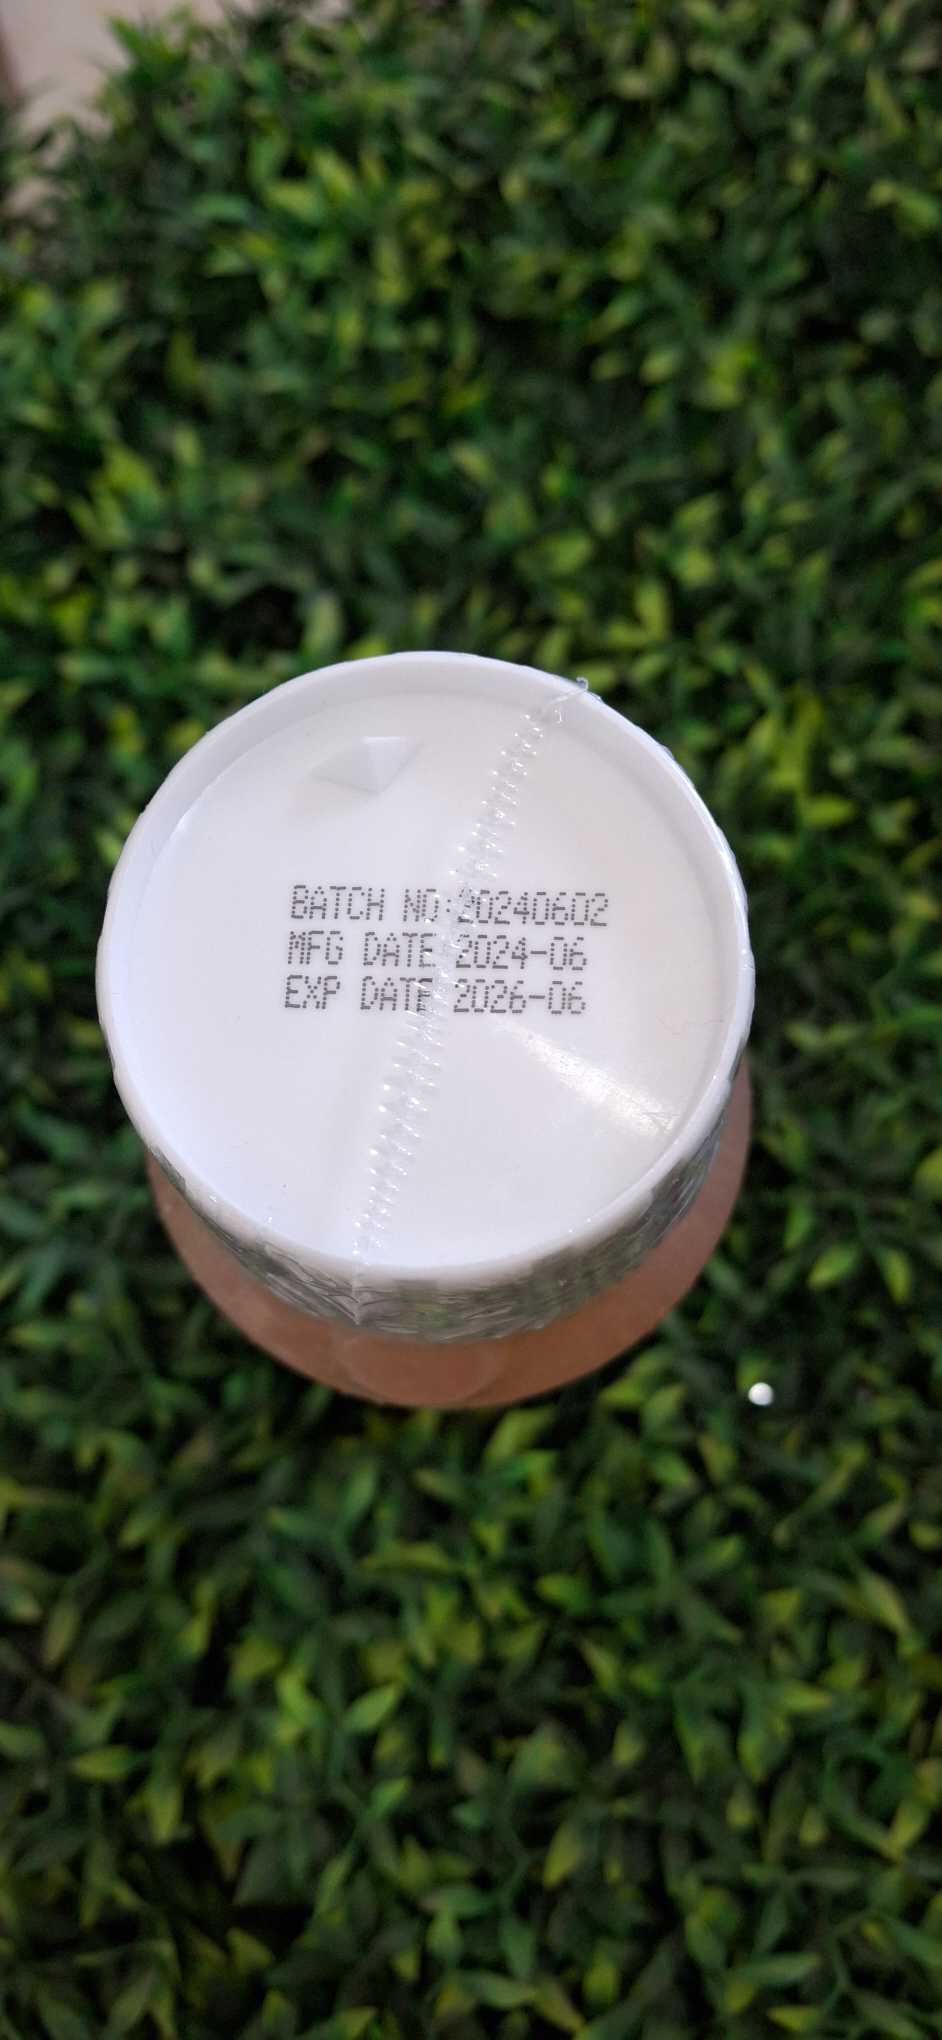 BATCH NO:20240602
MFG DATE 2024-06
EXP DATE 2026-06